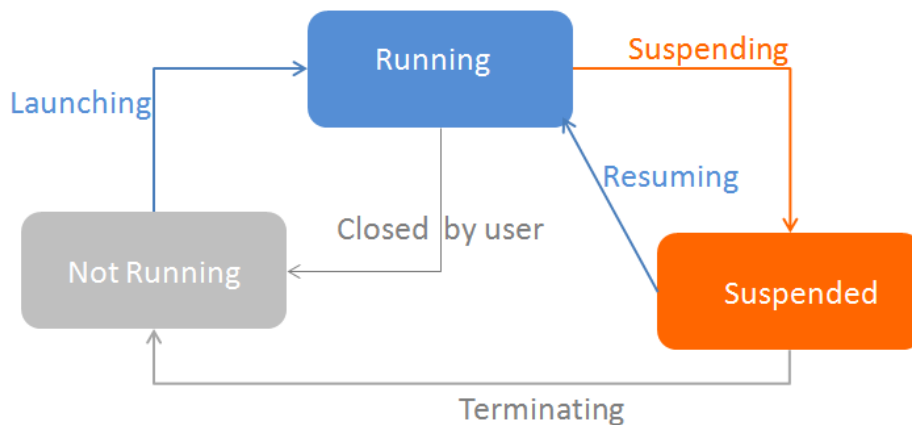 Running
Suspending
Launching
Resuming
Closed by user
Not Running
Suspended
Terminating